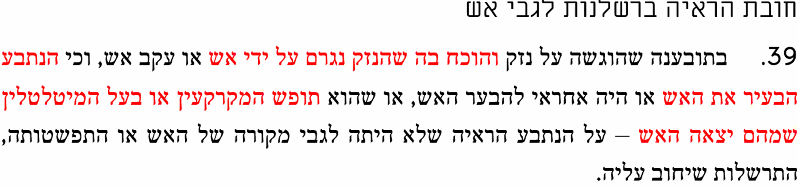 חובת הראיה ברשלנות לגבי אש
39. בתובענה שהוגשה על נזק והוכח בה שהנזק נגרם על ידי אש או עקב אש, וכי הנתבע
הבעיר את האש או היה אחראי להבער האש, או שהוא תופש המקרקעין או בעל המיטלטלין
שמהם יצאה האש – על הנתבע הראיה שלא היתה לגבי מקורה של האש או התפשטותה,
התרשלות שיחוב עליה.